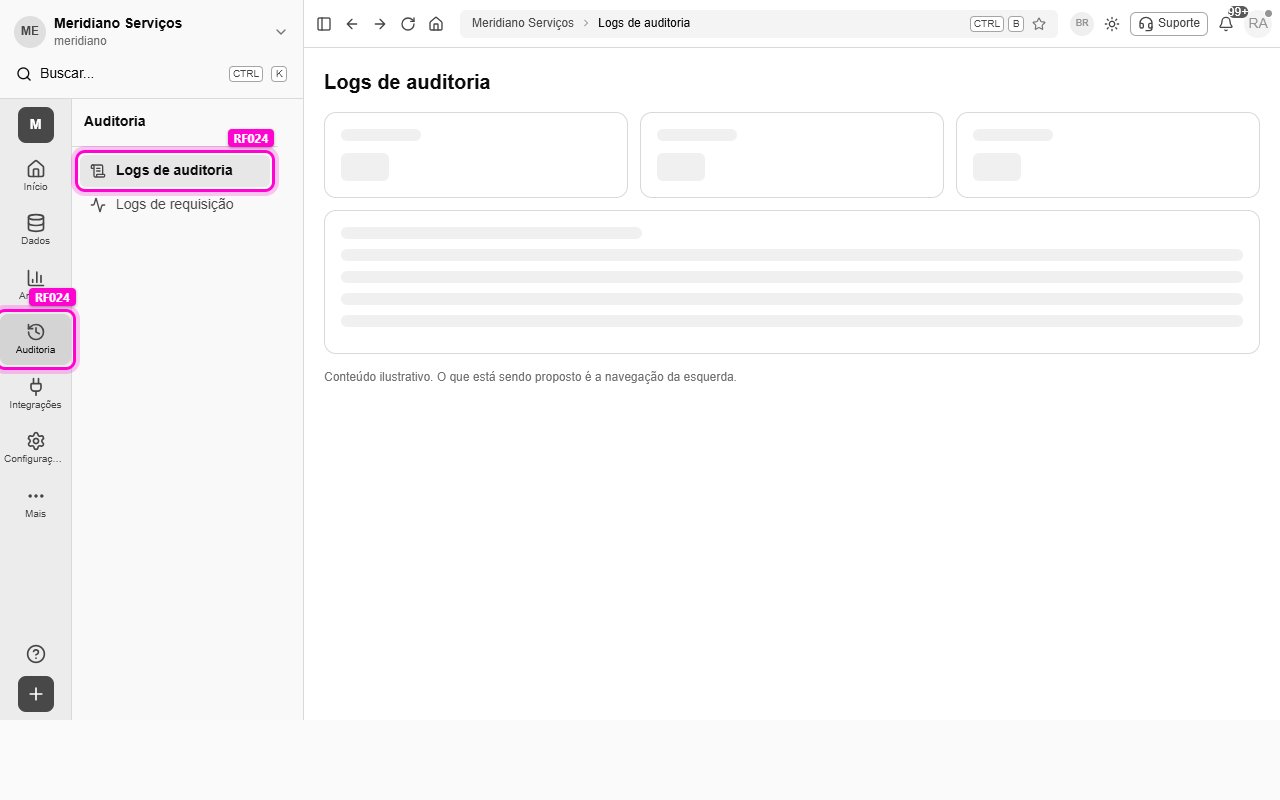 ME
Meridiano Serviços
meridiano
Buscar...
CTRL
K
Meridiano Serviços > Logs de auditoria
CTRL
B
BR
Suporte
99+
RA
M
Início
Dados
RF024
Auditoria
Integrações
Configuraç...
Mais
Auditoria
RF024
Logs de auditoria
Logs de requisição
Logs de auditoria
Conteúdo ilustrativo. O que está sendo proposto é a navegação da esquerda.